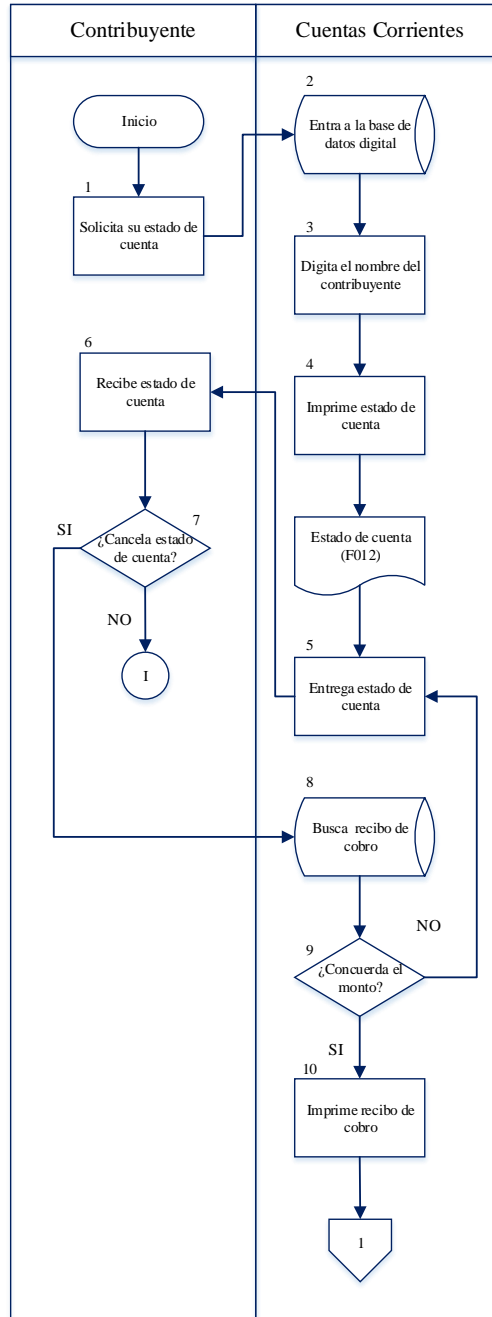 Contribuyente
Cuentas Corrientes
Inicio
1
Solicita su estado de
cuenta
2
Entra a la base de
datos digital
3
Digita el nombre del
contribuyente
4
Imprime estado de
cuenta
Estado de cuenta
(F012)
5
Entrega estado de
cuenta
6
Recibe estado de
cuenta
7
¿Cancela estado
de cuenta?
SI
NO
I
8
Busca recibo de
cobro
9
¿Concuerda el
monto?
NO
SI
10
Imprime recibo de
cobro
1